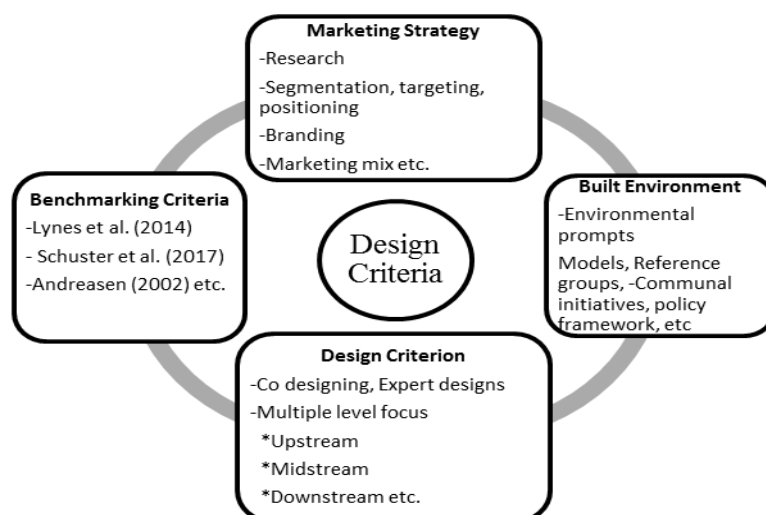 Marketing Strategy
-Research
-Segmentation, targeting,
positioning
-Branding
-Marketing mix etc.
Benchmarking Criteria
-Lynes et al. (2014)
- Schuster et al. (2017)
-Andreasen (2002) etc.
Design
Criteria
Built Environment
-Environmental
prompts
Models, Reference
groups, -Communal
initiatives, policy
framework, etc
Design Criterion
-Co designing, Expert designs
-Multiple level focus
*Upstream
*Midstream
*Downstream etc.